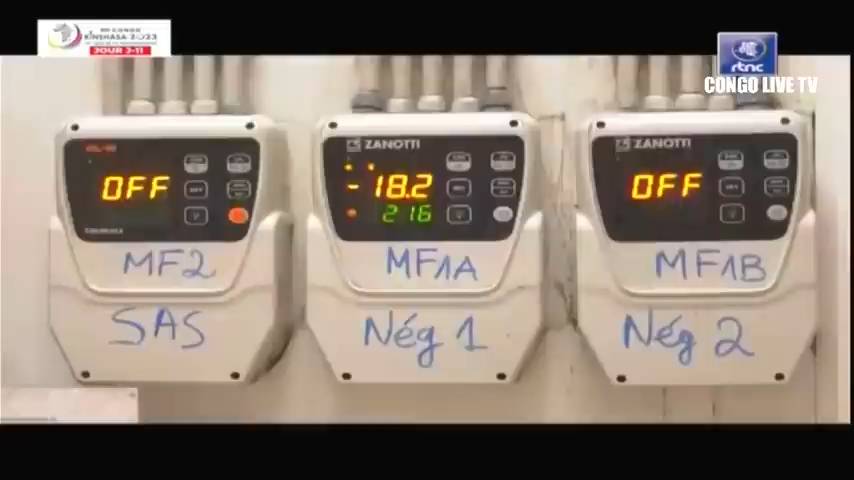 KINSHASA 2023
JOUR J-11
rtnc
CONGO LIVE TV
OFF
MF2
SAS
ZANOTTI
-18.2
216
MF1A
Nég 1
ZANOTTI
OFF
MF1B
Nég 2